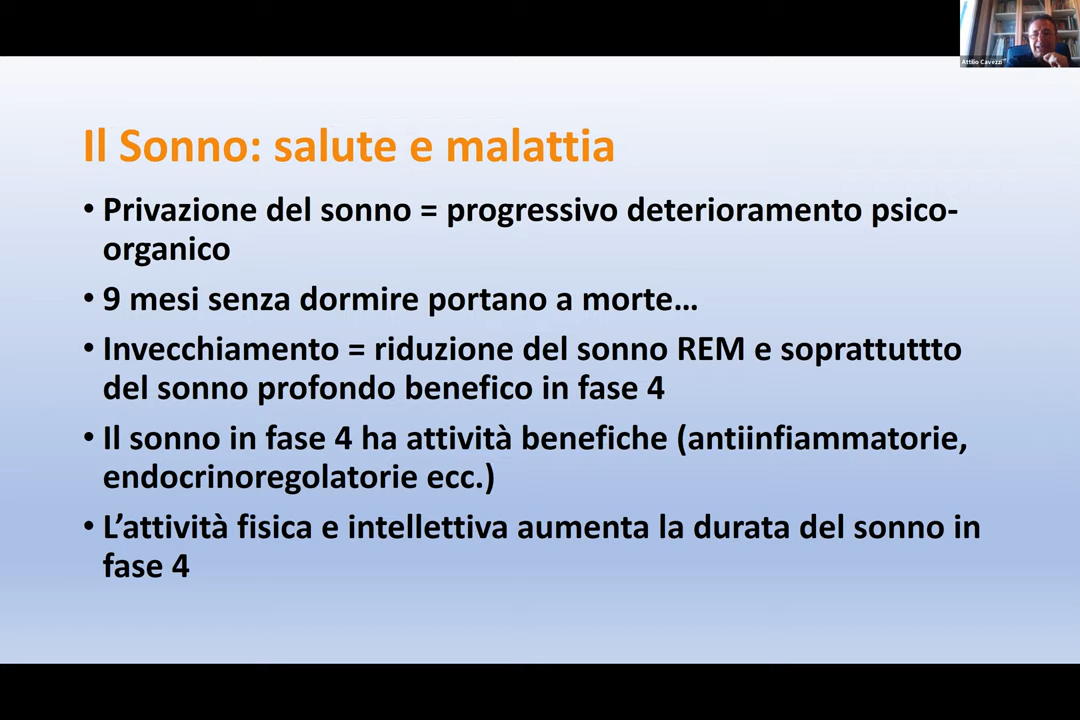 Attilio Cavezzi
Il Sonno: salute e malattia
• Privazione del sonno = progressivo deterioramento psico-
organico
• 9 mesi senza dormire portano a morte…
• Invecchiamento = riduzione del sonno REM e soprattuttto
del sonno profondo benefico in fase 4
• Il sonno in fase 4 ha attività benefiche (antiinfiammatorie,
endocrinoregolatorie ecc.)
• L’attività fisica e intellettiva aumenta la durata del sonno in
fase 4